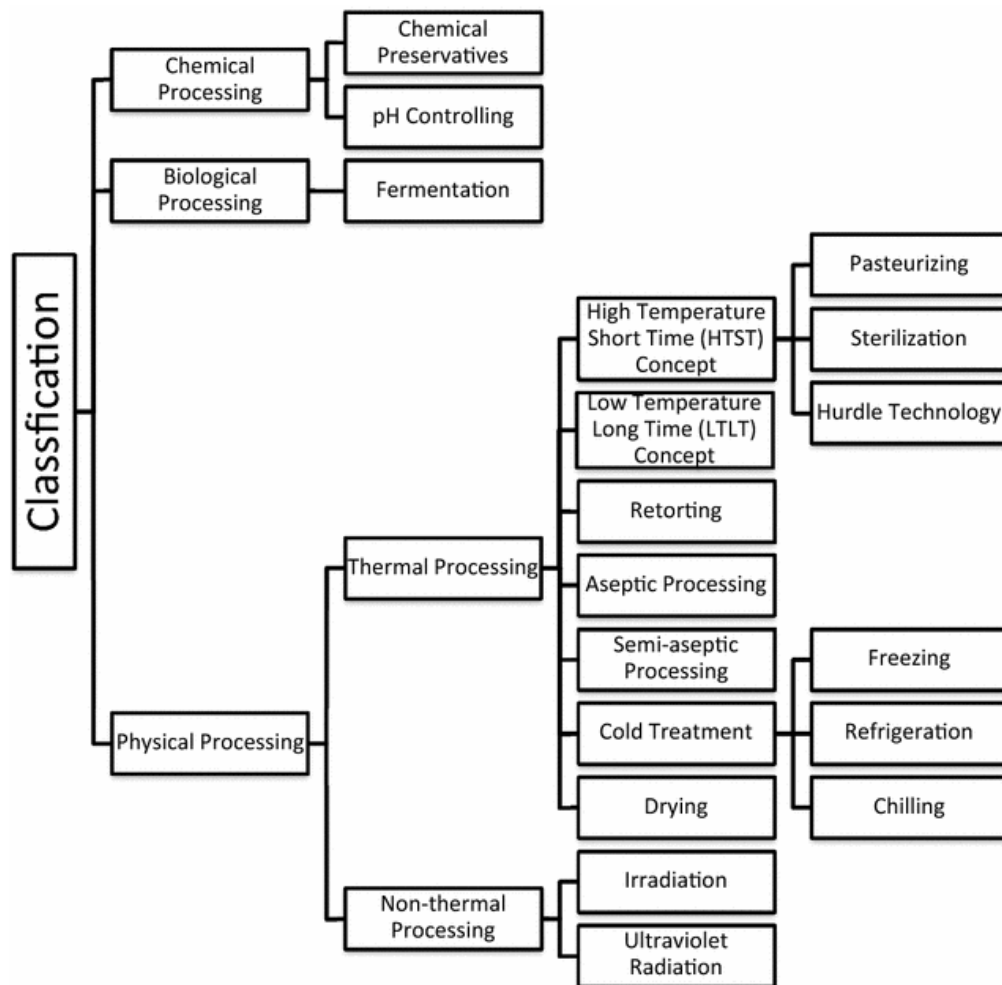 Classfication
Chemical
Processing
Chemical
Preservatives
pH Controlling
Biological
Processing
Fermentation
Physical Processing
Thermal Processing
High Temperature
Short Time (HTST)
Concept
Pasteurizing
Sterilization
Hurdle Technology
Low Temperature
Long Time (LTLT)
Concept
Retorting
Aseptic Processing
Semi-aseptic
Processing
Cold Treatment
Freezing
Refrigeration
Chilling
Drying
Non-thermal
Processing
Irradiation
Ultraviolet
Radiation